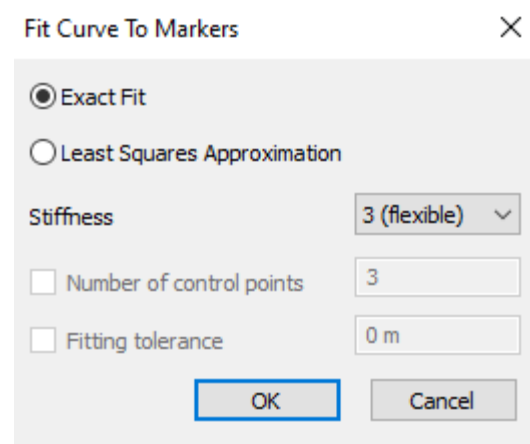 Fit Curve To Markers
Exact Fit
Least Squares Approximation
Stiffness 3 (flexible)
Number of control points 3
Fitting tolerance 0 m
OK Cancel